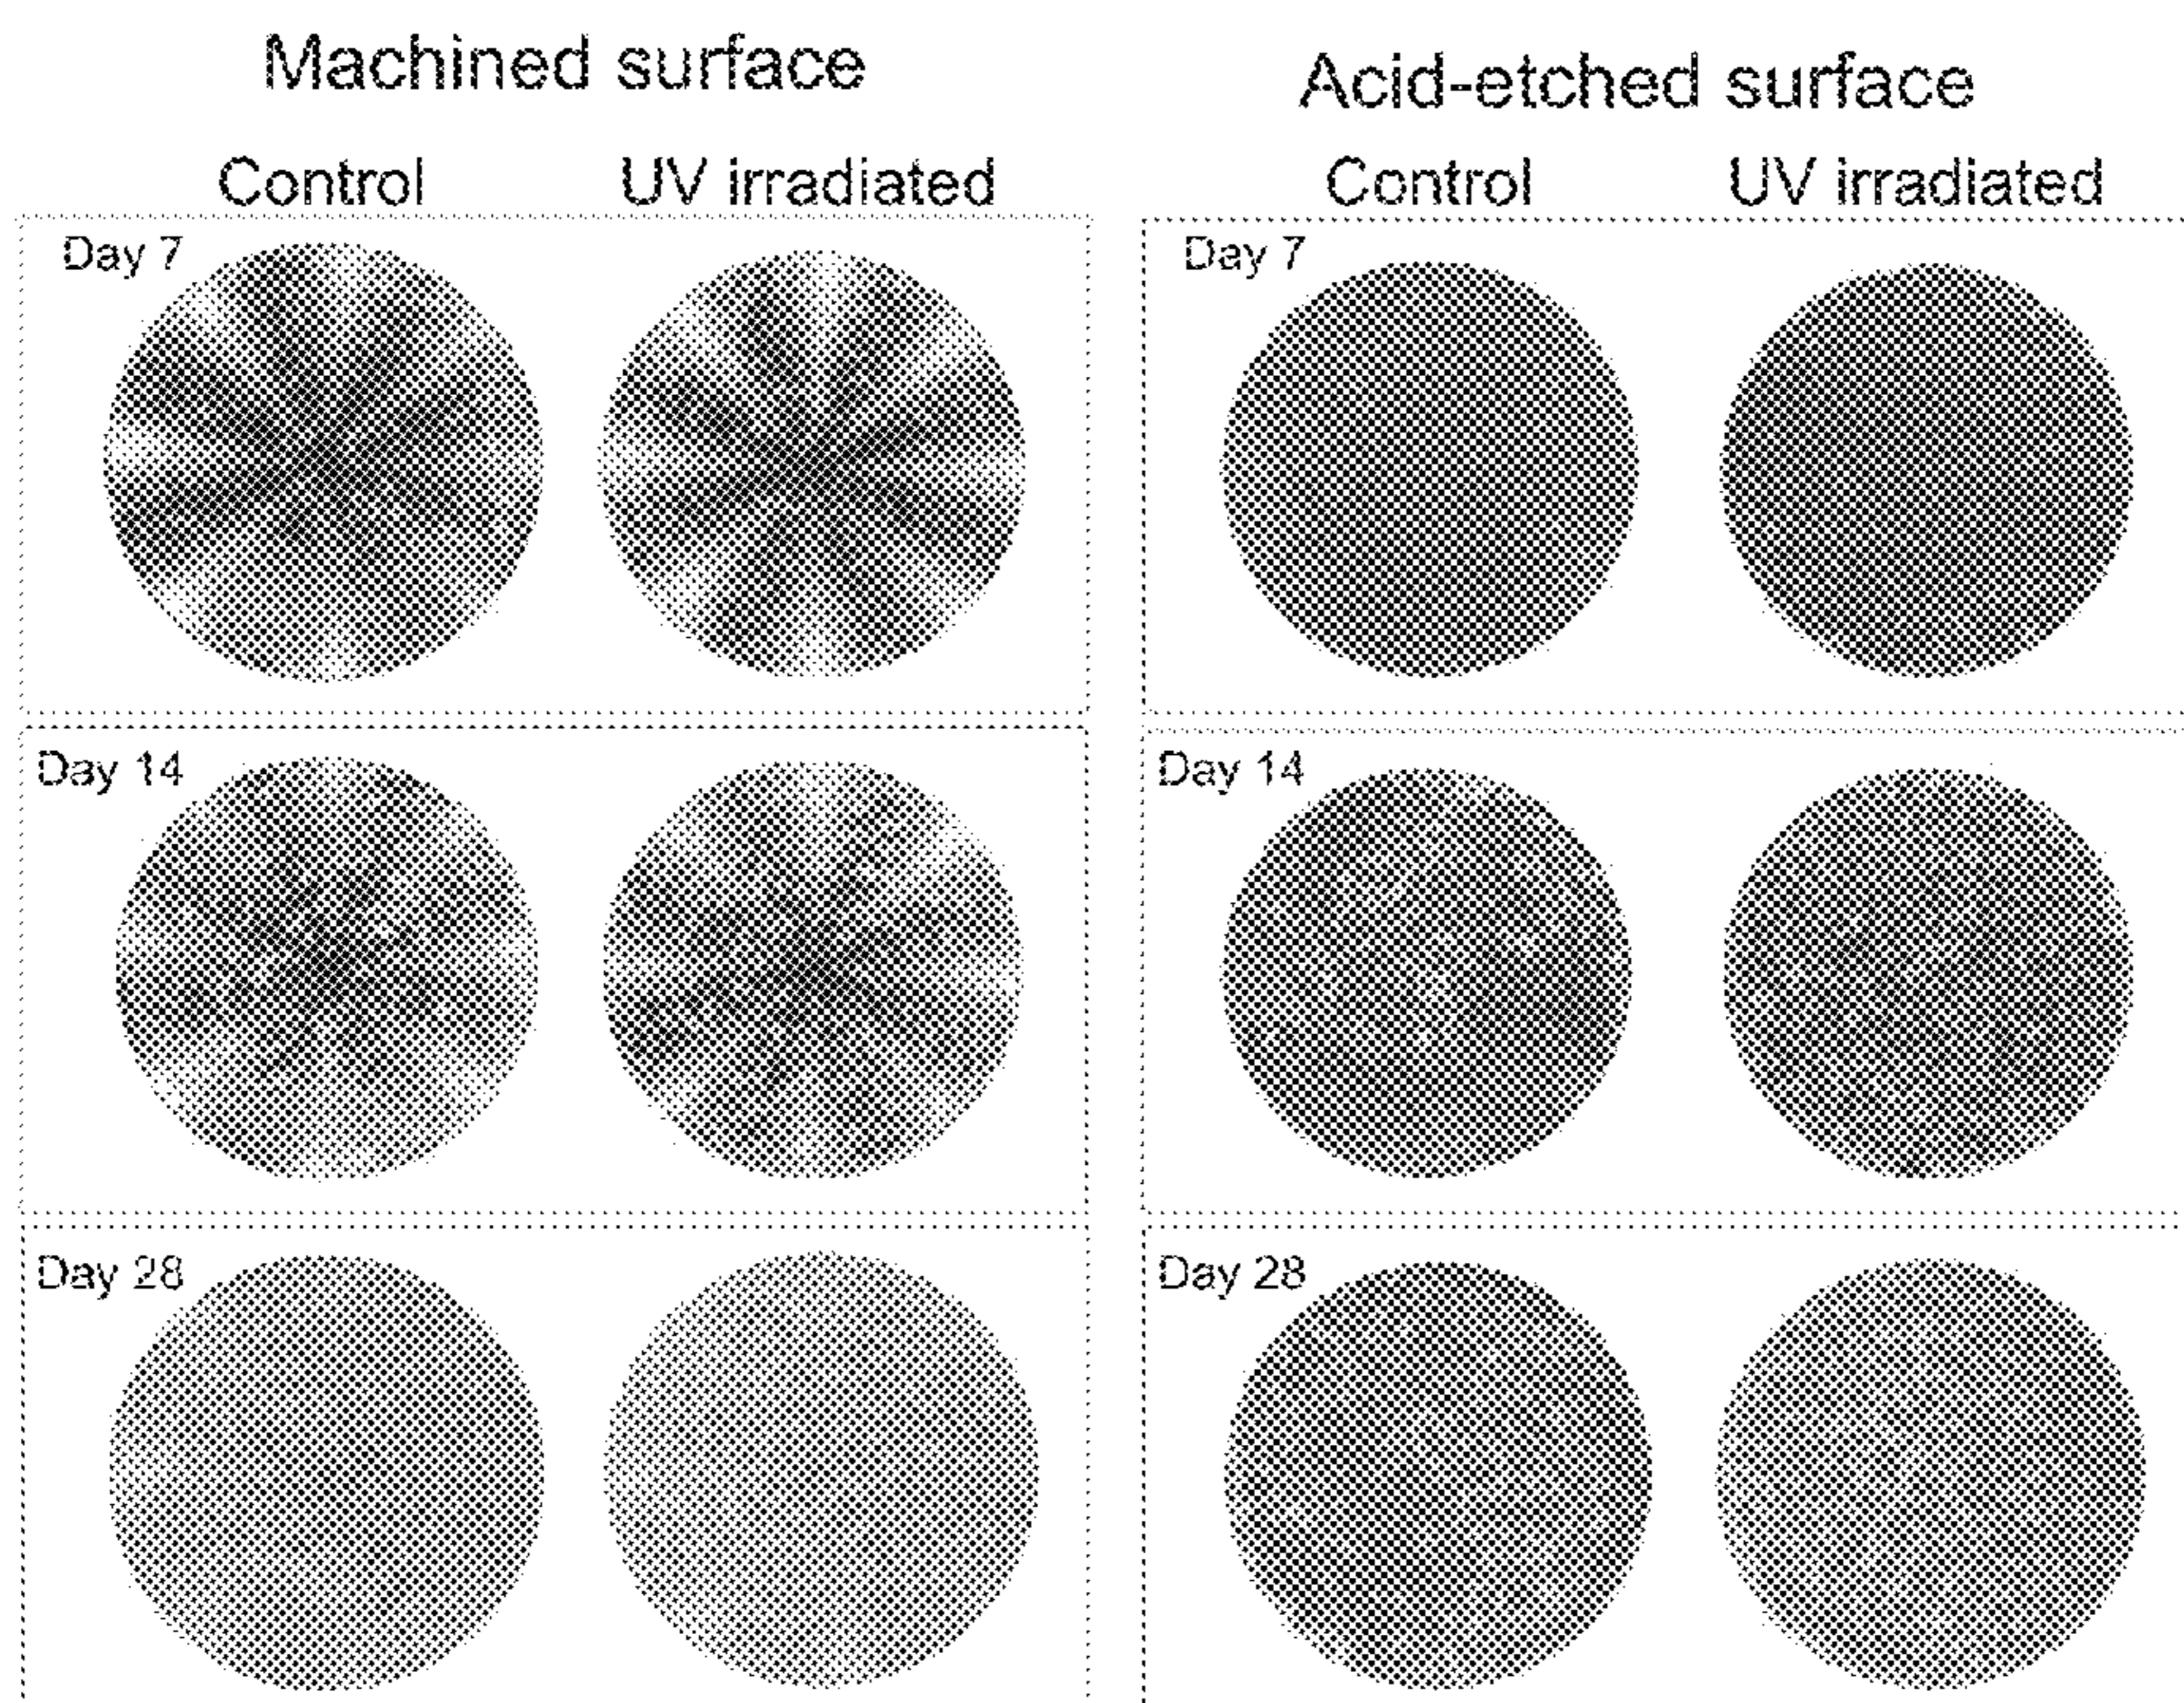 Machined surface
Control UV irradiated
Day 7
Day 14
Day 28
Acid-etched surface
Control UV irradiated
Day 7
Day 14
Day 28